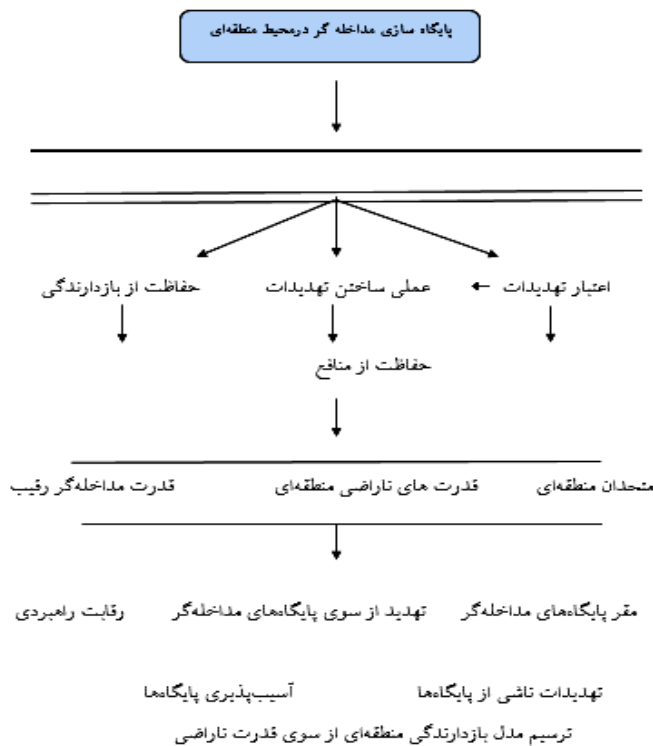 پایگاه سازی مداخله گر درمحیط منطقه‌ای
اعتبار تهدیدات ← عملی ساختن تهدیدات حفاظت از بازدارندگی
حفاظت از منافع
متحدان منطقه‌ای قدرت های ناراضی منطقه‌ای قدرت مداخله‌گر رقیب
مقر پایگاه‌های مداخله‌گر تهدید از سوی پایگاه‌های مداخله‌گر رقابت راهبردی
تهدیدات ناشی از پایگاه‌ها آسیب‌پذیری پایگاه‌ها
ترسیم مدل بازدارندگی منطقه‌ای از سوی قدرت ناراضی